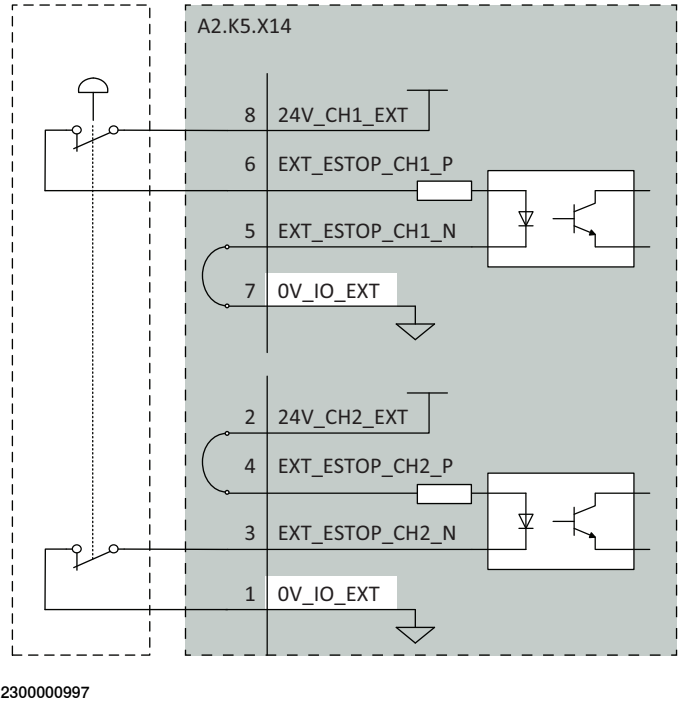 A2.K5.X14
8 24V_CH1_EXT
6 EXT_ESTOP_CH1_P
5 EXT_ESTOP_CH1_N
7 0V_IO_EXT
2 24V_CH2_EXT
4 EXT_ESTOP_CH2_P
3 EXT_ESTOP_CH2_N
1 0V_IO_EXT
2300000997